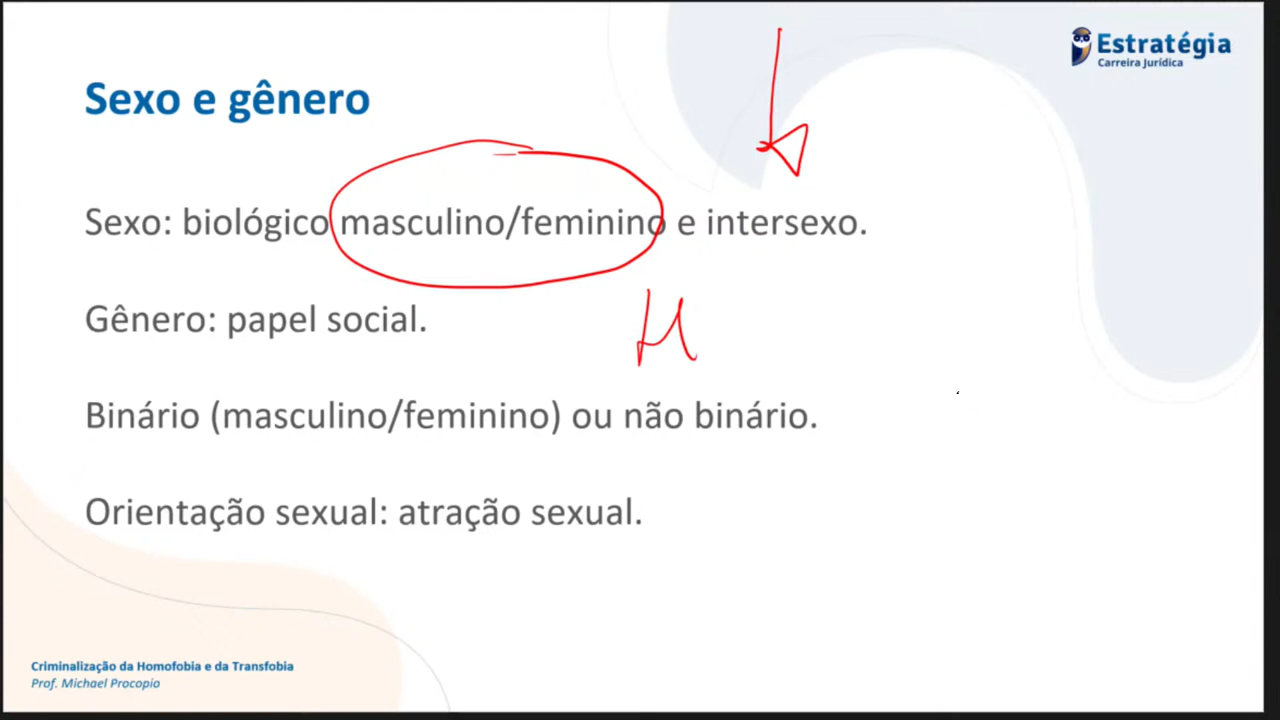 Estratégia
Carreira Jurídica
Sexo e gênero
Sexo: biológico masculino/feminino e intersexo.
Gênero: papel social.
Binário (masculino/feminino) ou não binário.
Orientação sexual: atração sexual.
Criminalização da Homofobia e da Transfobia
Prof. Michael Procopio